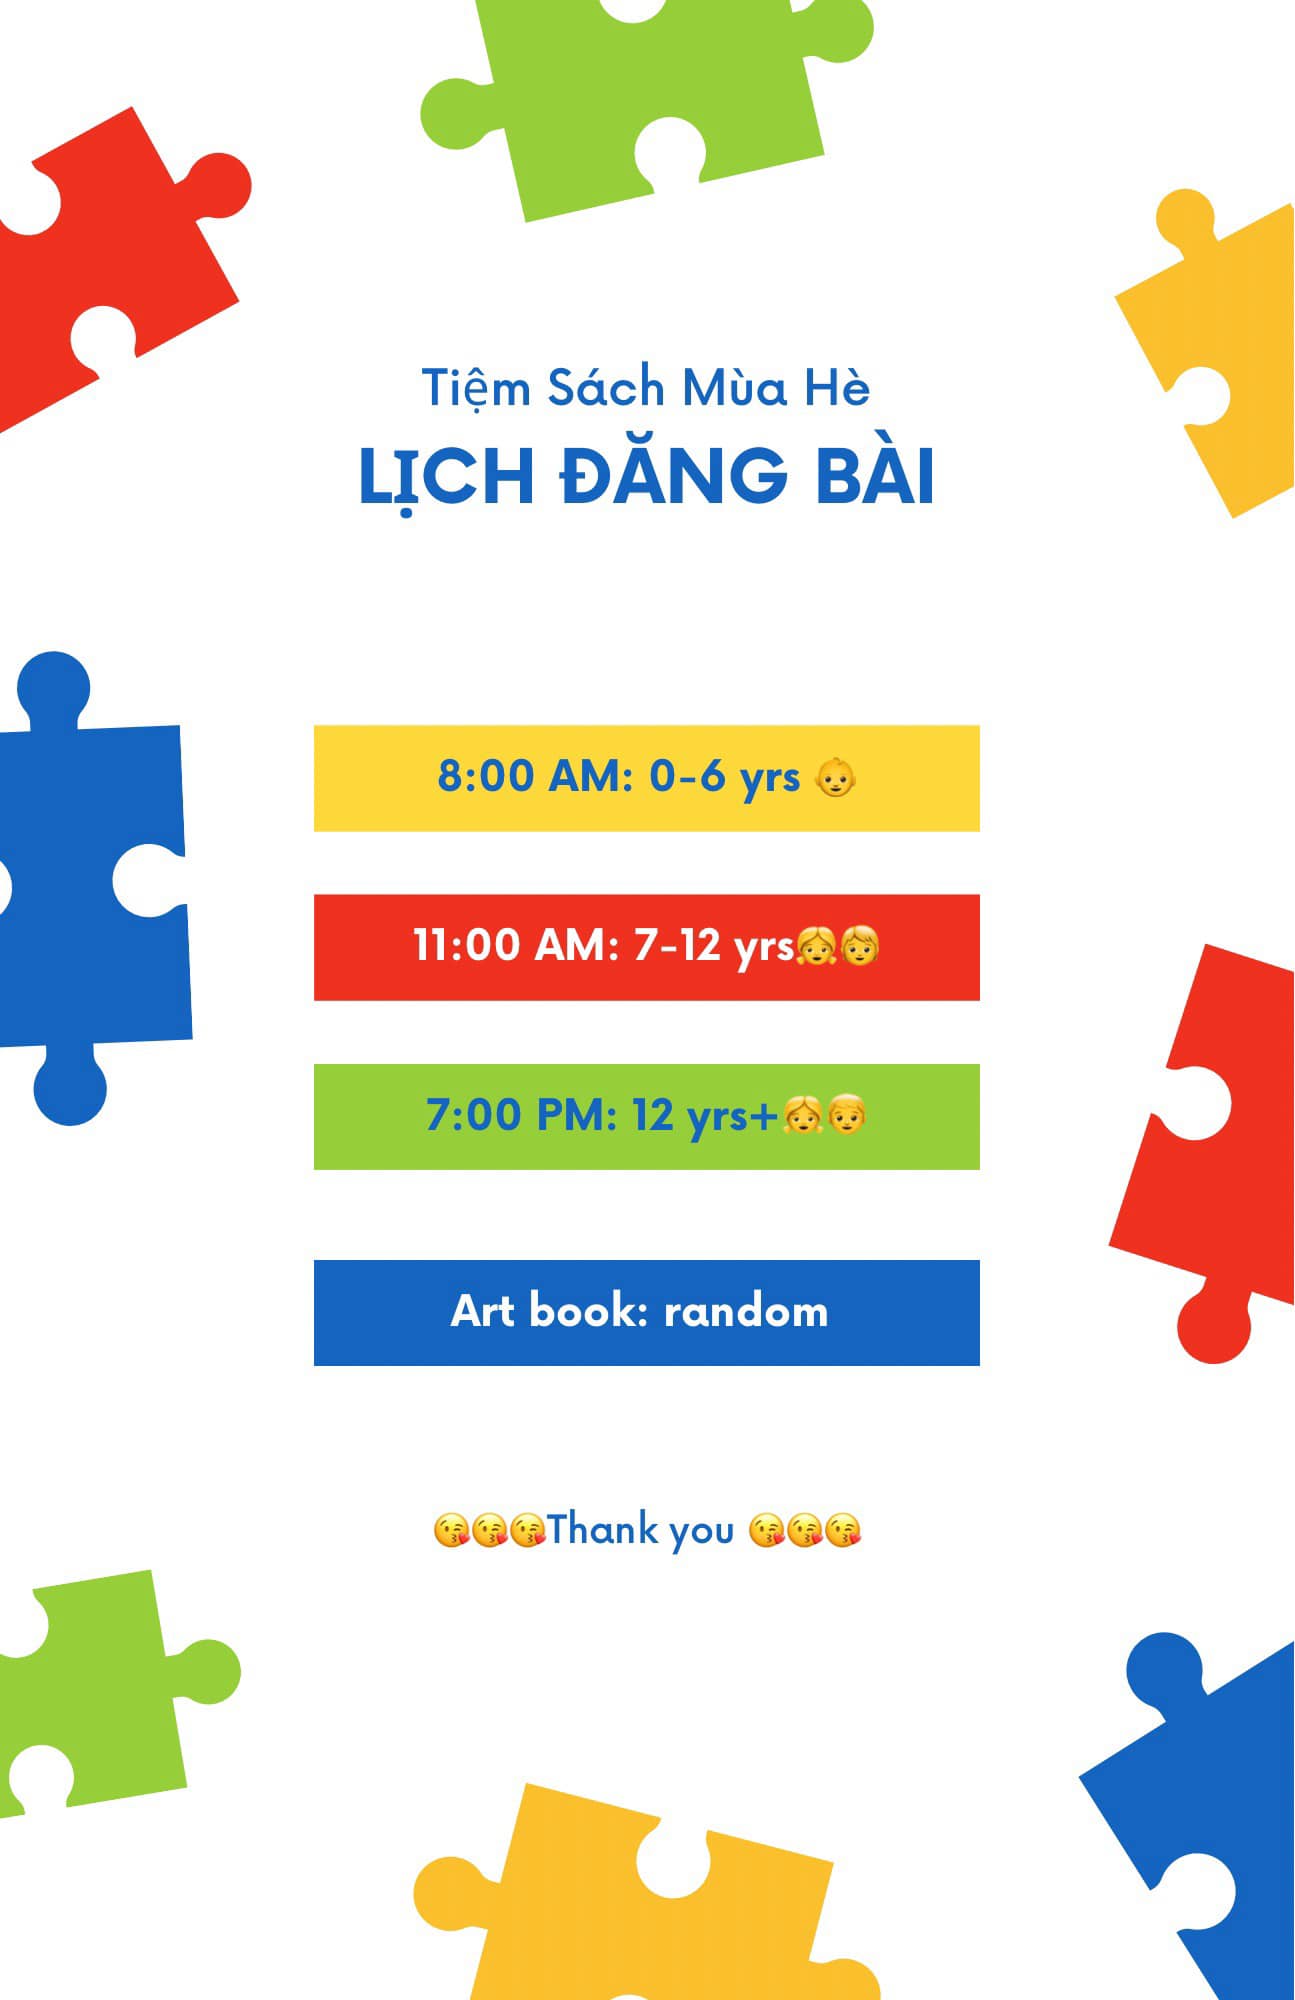 Tiệm Sách Mùa Hè
LỊCH ĐĂNG BÀI
8:00 AM: 0-6 yrs 👶
11:00 AM: 7-12 yrs👧🧒
7:00 PM: 12 yrs+👧👦
Art book: random
😘😘😘Thank you 😘😘😘